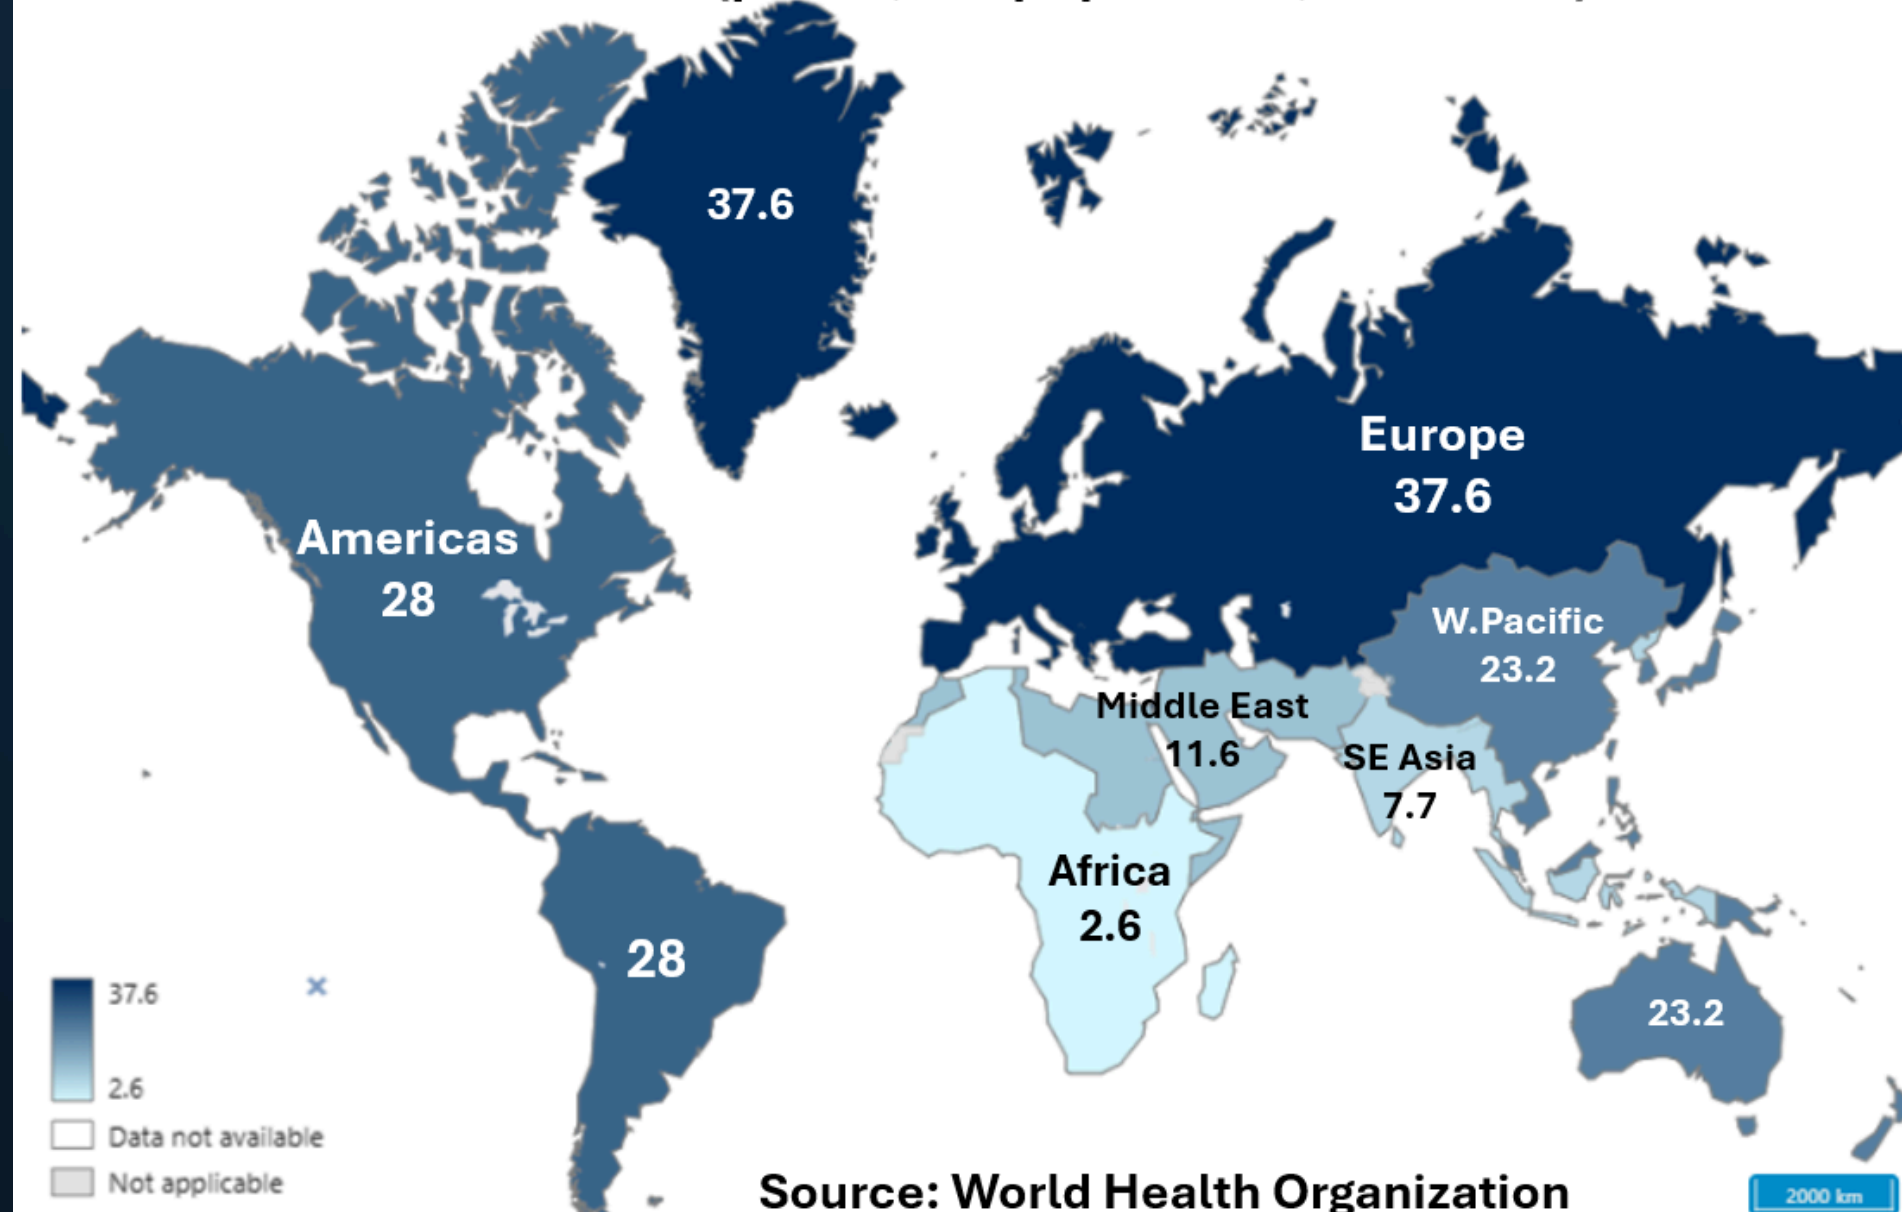 37.6
Europe
37.6
Americas
28
W.Pacific
23.2
Middle East
11.6
SE Asia
7.7
Africa
2.6
28
23.2
37.6
2.6
Data not available
Not applicable
Source: World Health Organization
2000 km